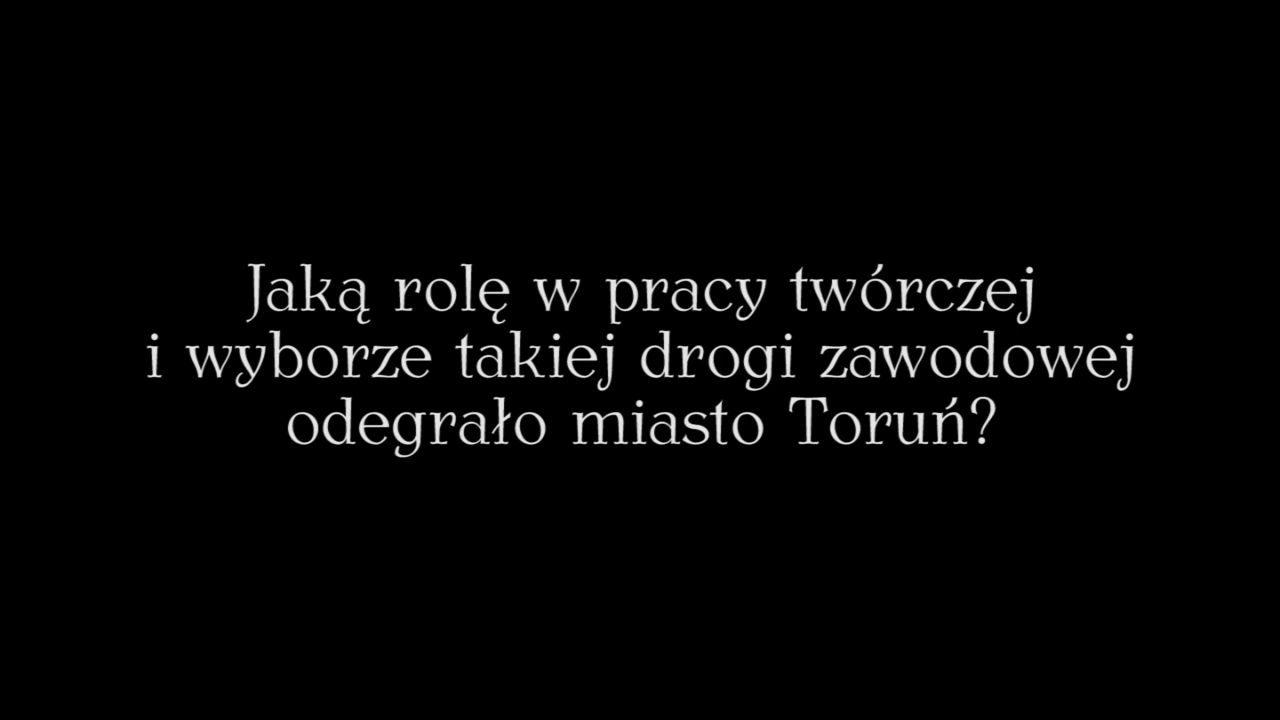 Jaką rolę w pracy twórczej
i wyborze takiej drogi zawodowej
odegrało miasto Toruń?